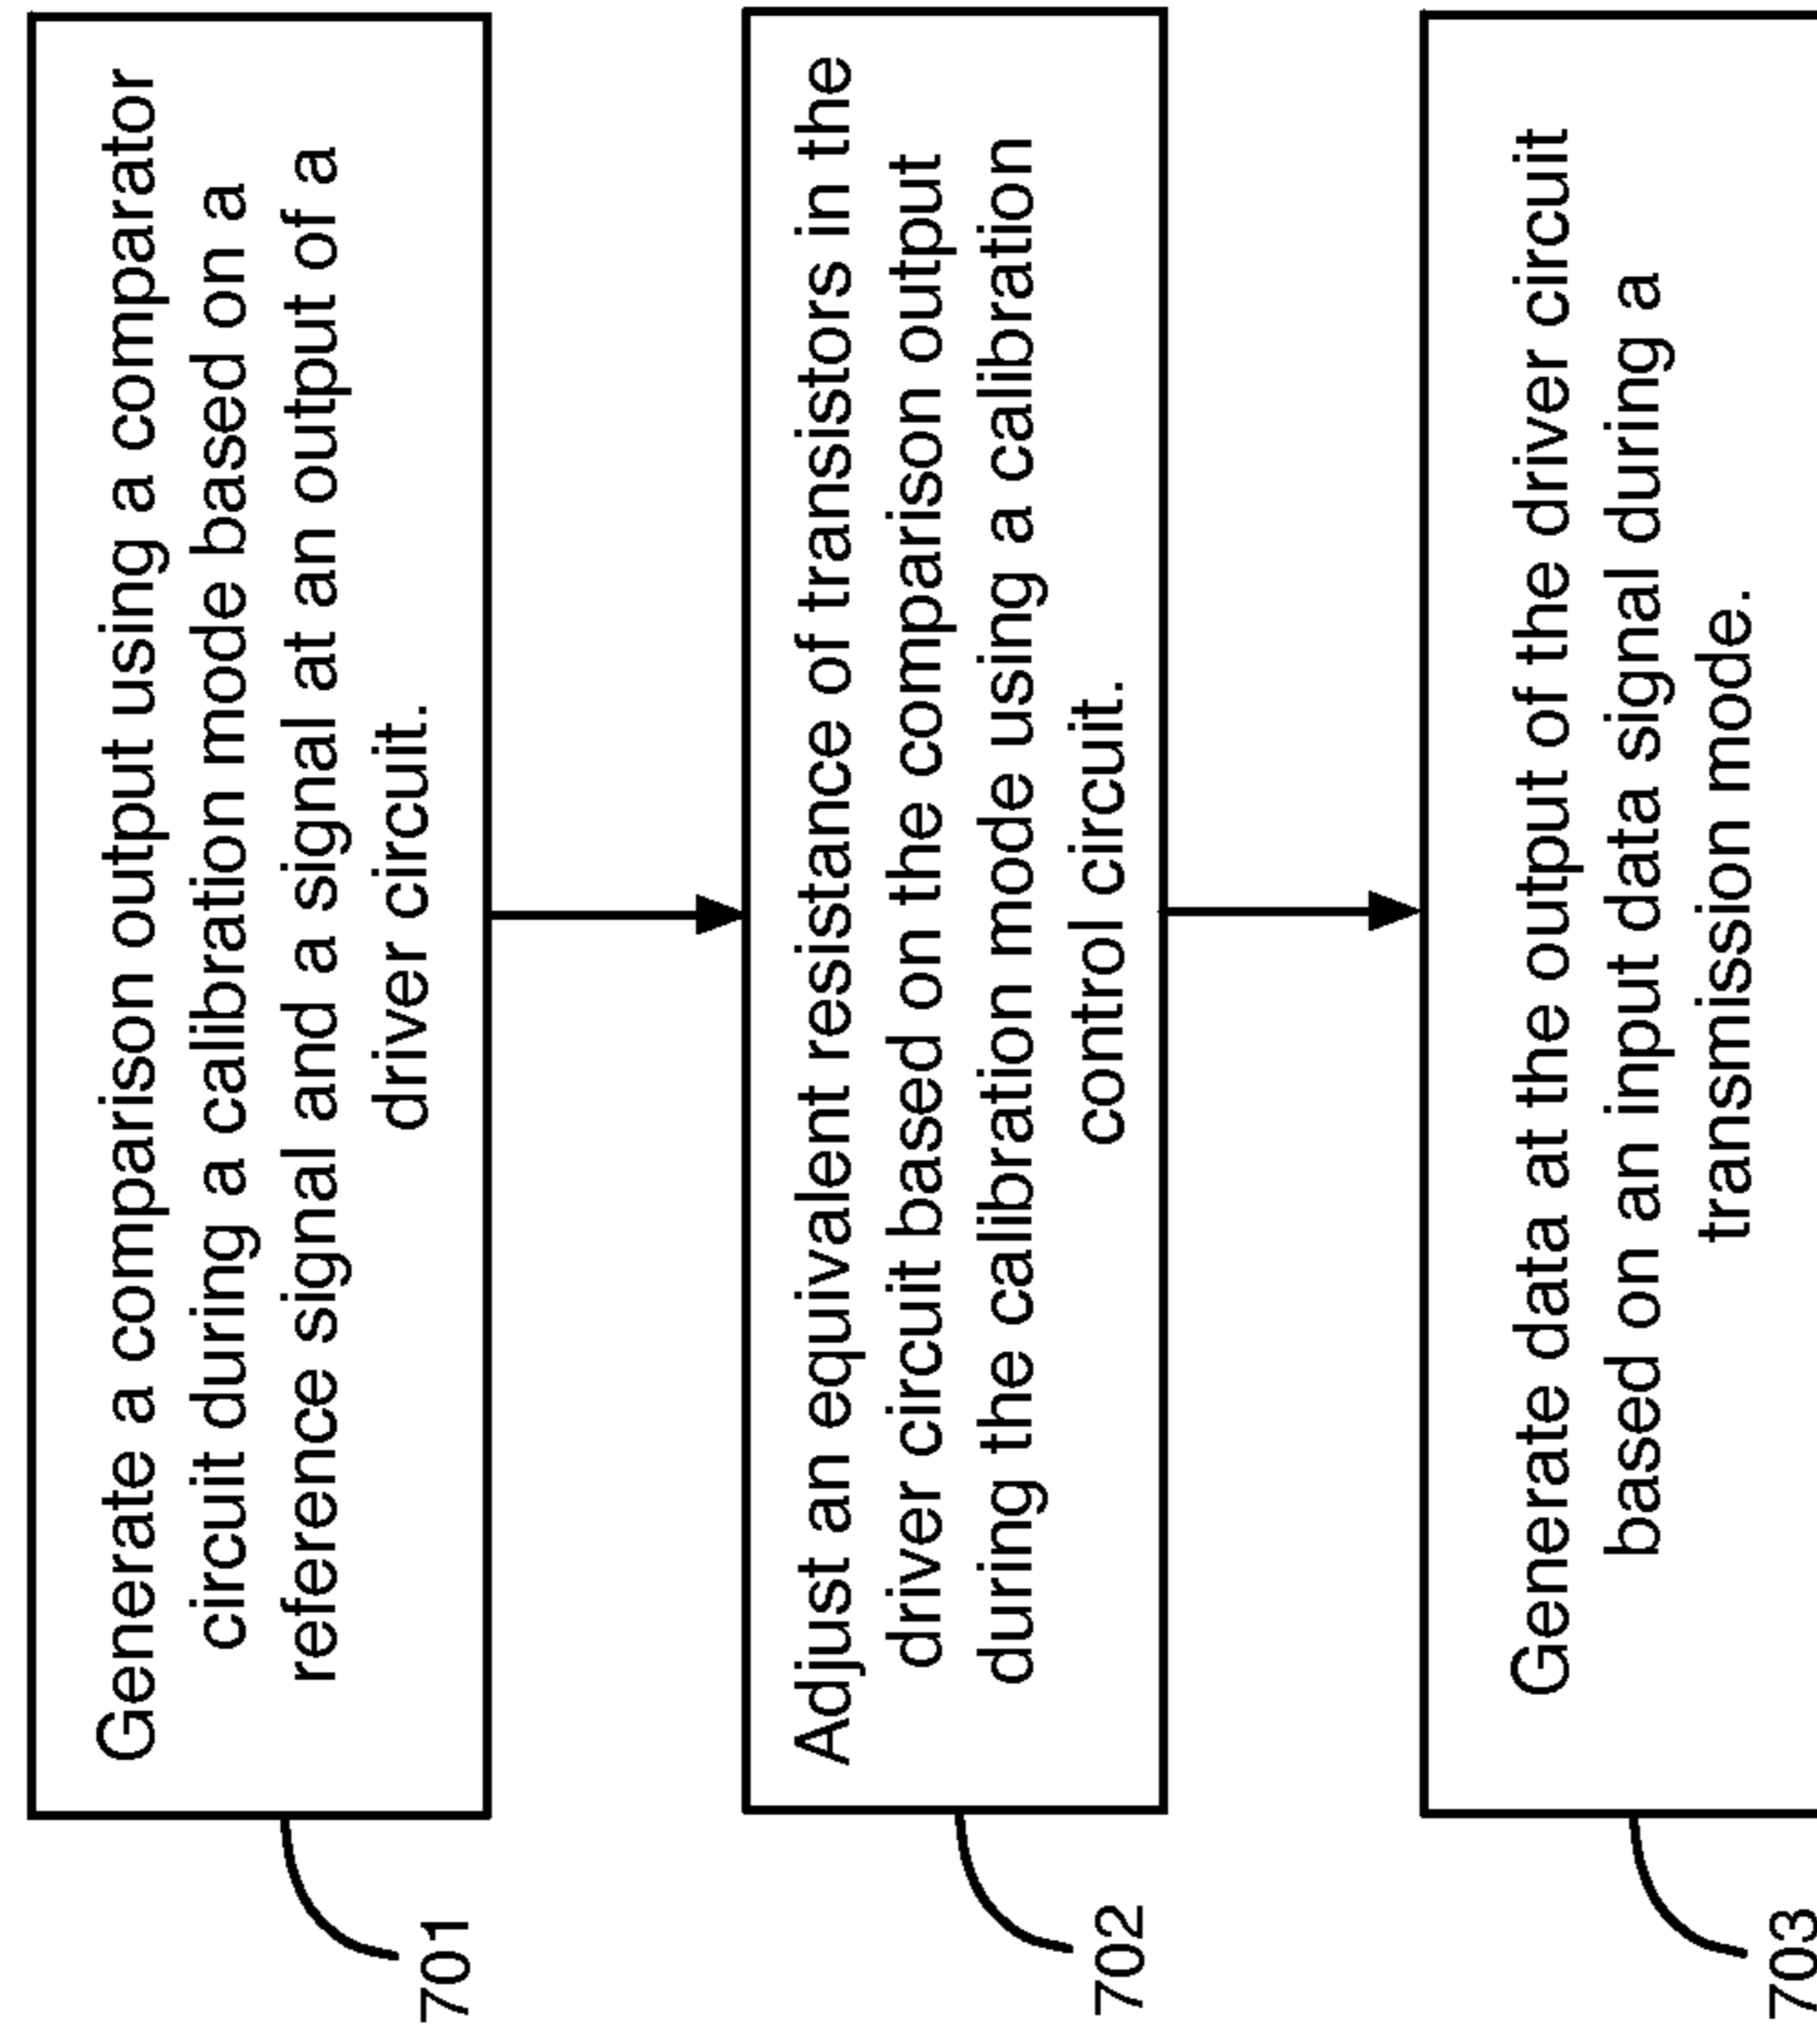 Generate a comparison output using a comparator
circuit during a calibration mode based on a
reference signal and a signal at an output of a
driver circuit.
701
Adjust an equivalent resistance of transistors in the
driver circuit based on the comparison output
during the calibration mode using a calibration
control circuit.
702
Generate data at the output of the driver circuit
based on an input data signal during a
transmission mode.
703